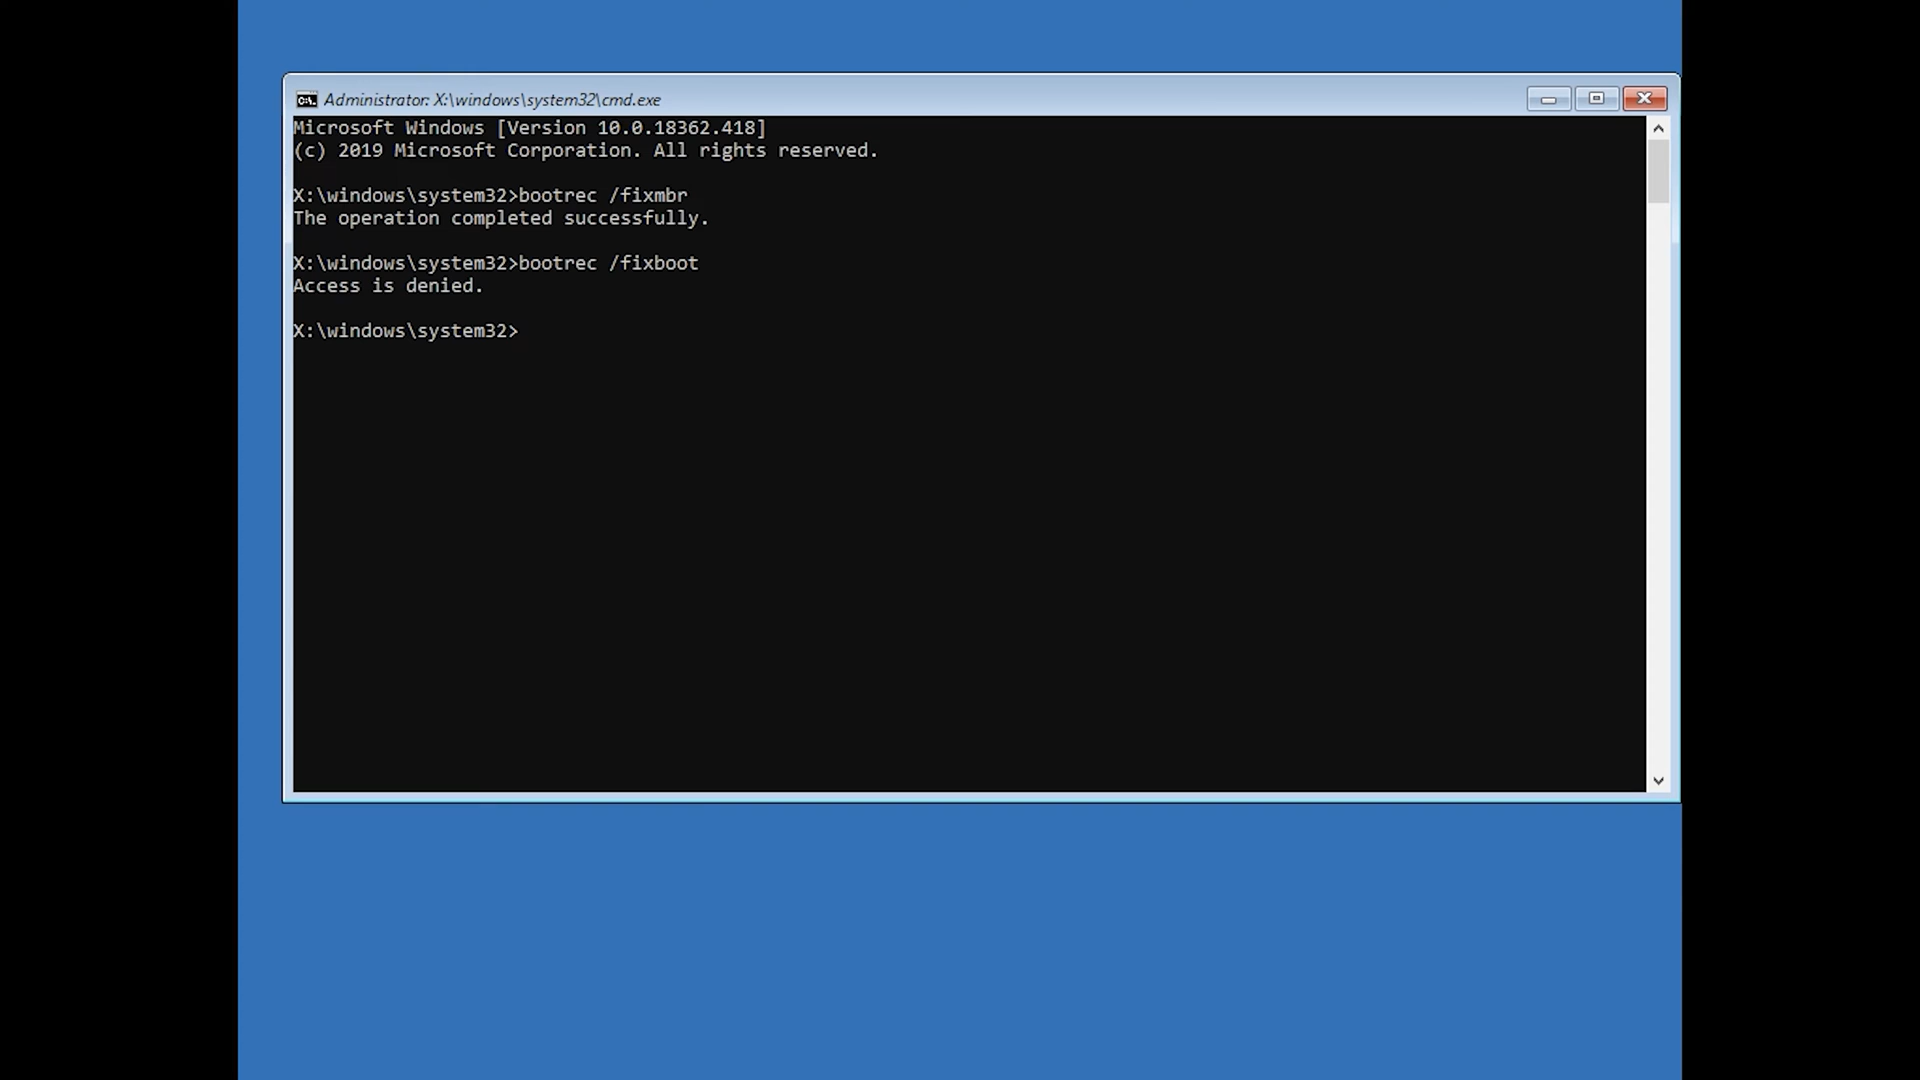 Administrator: X:\windows\system32\cmd.exe
Microsoft Windows [Version 10.0.18362.418]
(c) 2019 Microsoft Corporation. All rights reserved.
X:\windows\system32>bootrec /fixmbr
The operation completed successfully.
X:\windows\system32>bootrec /fixboot
Access is denied.
X:\windows\system32>